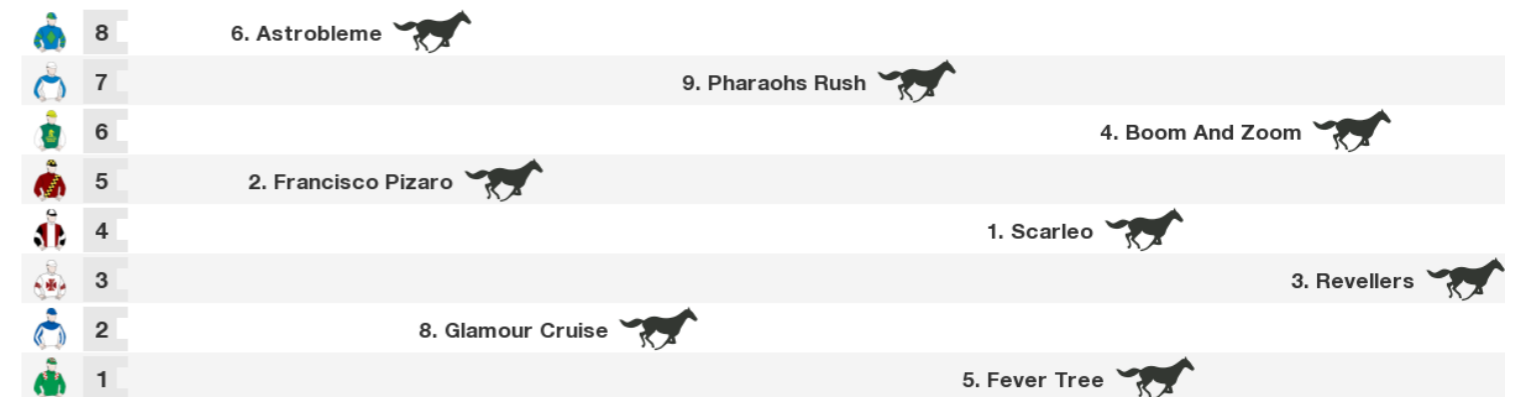 8 6. Astrobleme
7 9. Pharaohs Rush
6 4. Boom And Zoom
5 2. Francisco Pizaro
4 1. Scarleo
3 3. Revellers
2 8. Glamour Cruise
1 5. Fever Tree